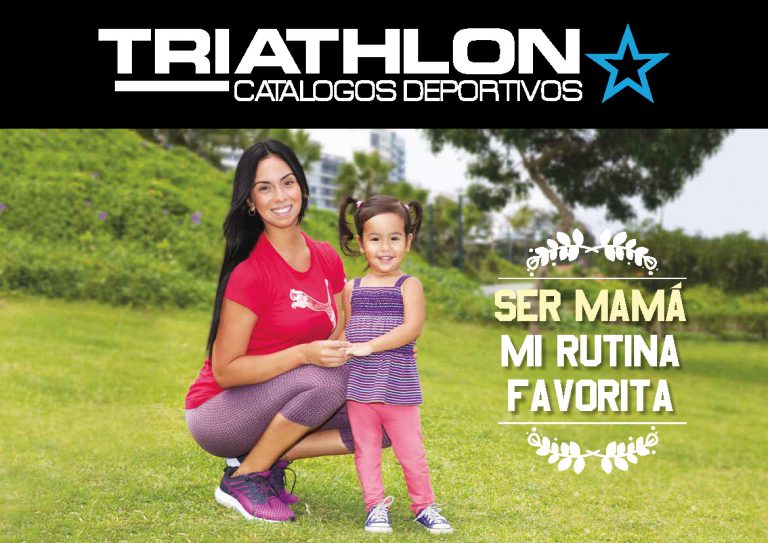 TRIATHLON
CATALOGOS DEPORTIVOS
SER MAMÁ
MI RUTINA
FAVORITA